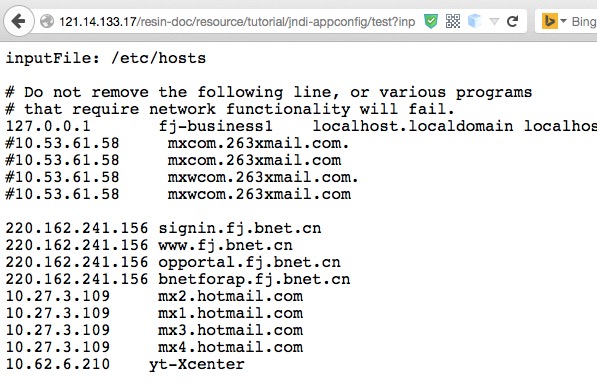 121.14.133.17/resin-doc/resource/tutorial/jndi-appconfig/test?inp
Bing
inputFile: /etc/hosts
# Do not remove the following line, or various programs
# that require network functionality will fail.
127.0.0.1 fj-business1 localhost.localdomain localhos
#10.53.61.58 mxcom.263xmail.com.
#10.53.61.58 mxcom.263xmail.com
#10.53.61.58 mxwcom.263xmail.com.
#10.53.61.58 mxwcom.263xmail.com
220.162.241.156 signin.fj.bnet.cn
220.162.241.156 www.fj.bnet.cn
220.162.241.156 opportal.fj.bnet.cn
220.162.241.156 bnetforap.fj.bnet.cn
10.27.3.109 mx2.hotmail.com
10.27.3.109 mx1.hotmail.com
10.27.3.109 mx3.hotmail.com
10.27.3.109 mx4.hotmail.com
10.62.6.210 yt-Xcenter